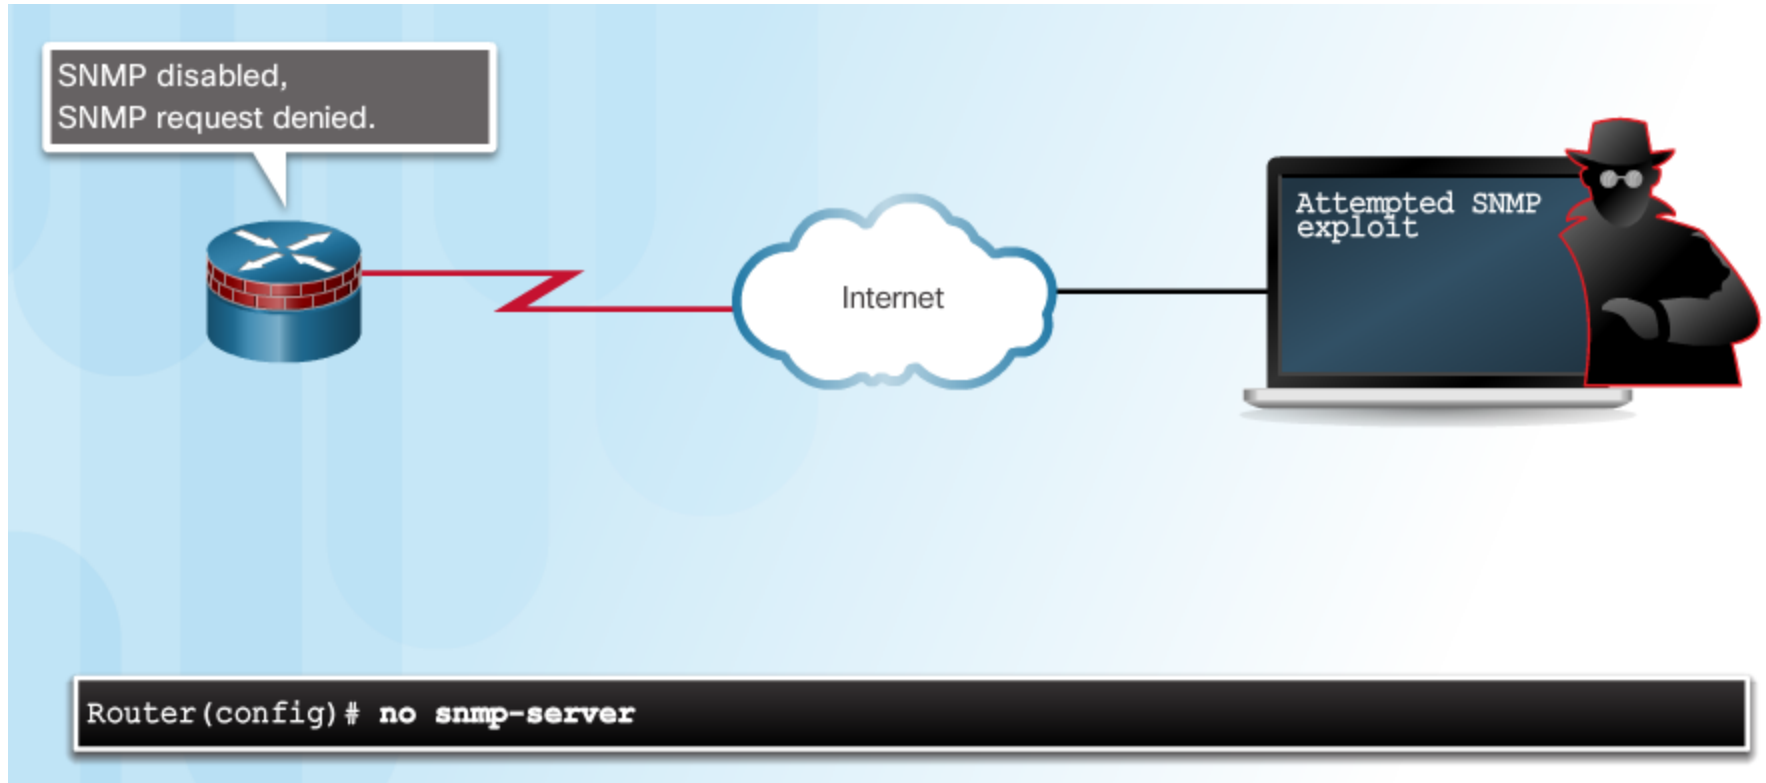 SNMP disabled,
SNMP request denied.
Attempted SNMP
exploit
Internet
Router(config)# no snmp-server